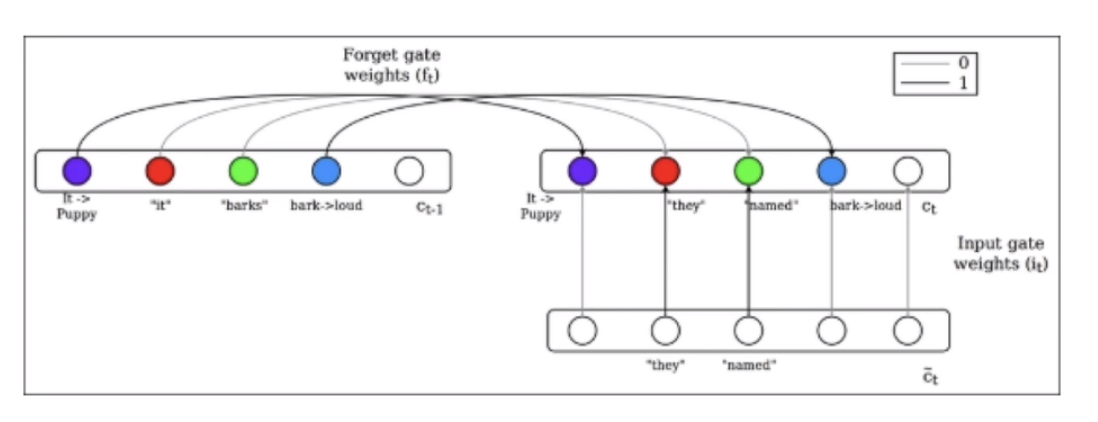 Forget gate
weights (fₜ)
0
1
It ->
Puppy
"it"
"barks"
bark->loud
cₜ₋₁
It ->
Puppy
"they"
"named"
bark->loud
cₜ
Input gate
weights (iₜ)
"they"
"named"
c̄ₜ